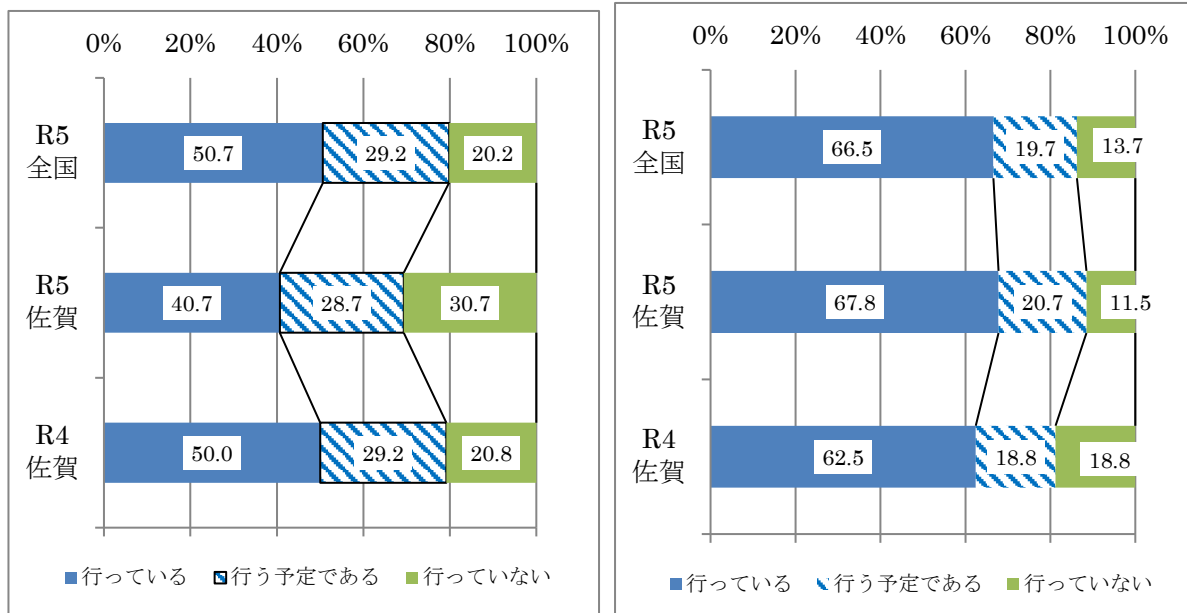 0% 20% 40% 60% 80% 100%
R5
全国
50.7 29.2 20.2
R5
佐賀
40.7 28.7 30.7
R4
佐賀
50.0 29.2 20.8
行っている 行う予定である 行っていない
0% 20% 40% 60% 80% 100%
R5
全国
66.5 19.7 13.7
R5
佐賀
67.8 20.7 11.5
R4
佐賀
62.5 18.8 18.8
行っている 行う予定である 行っていない